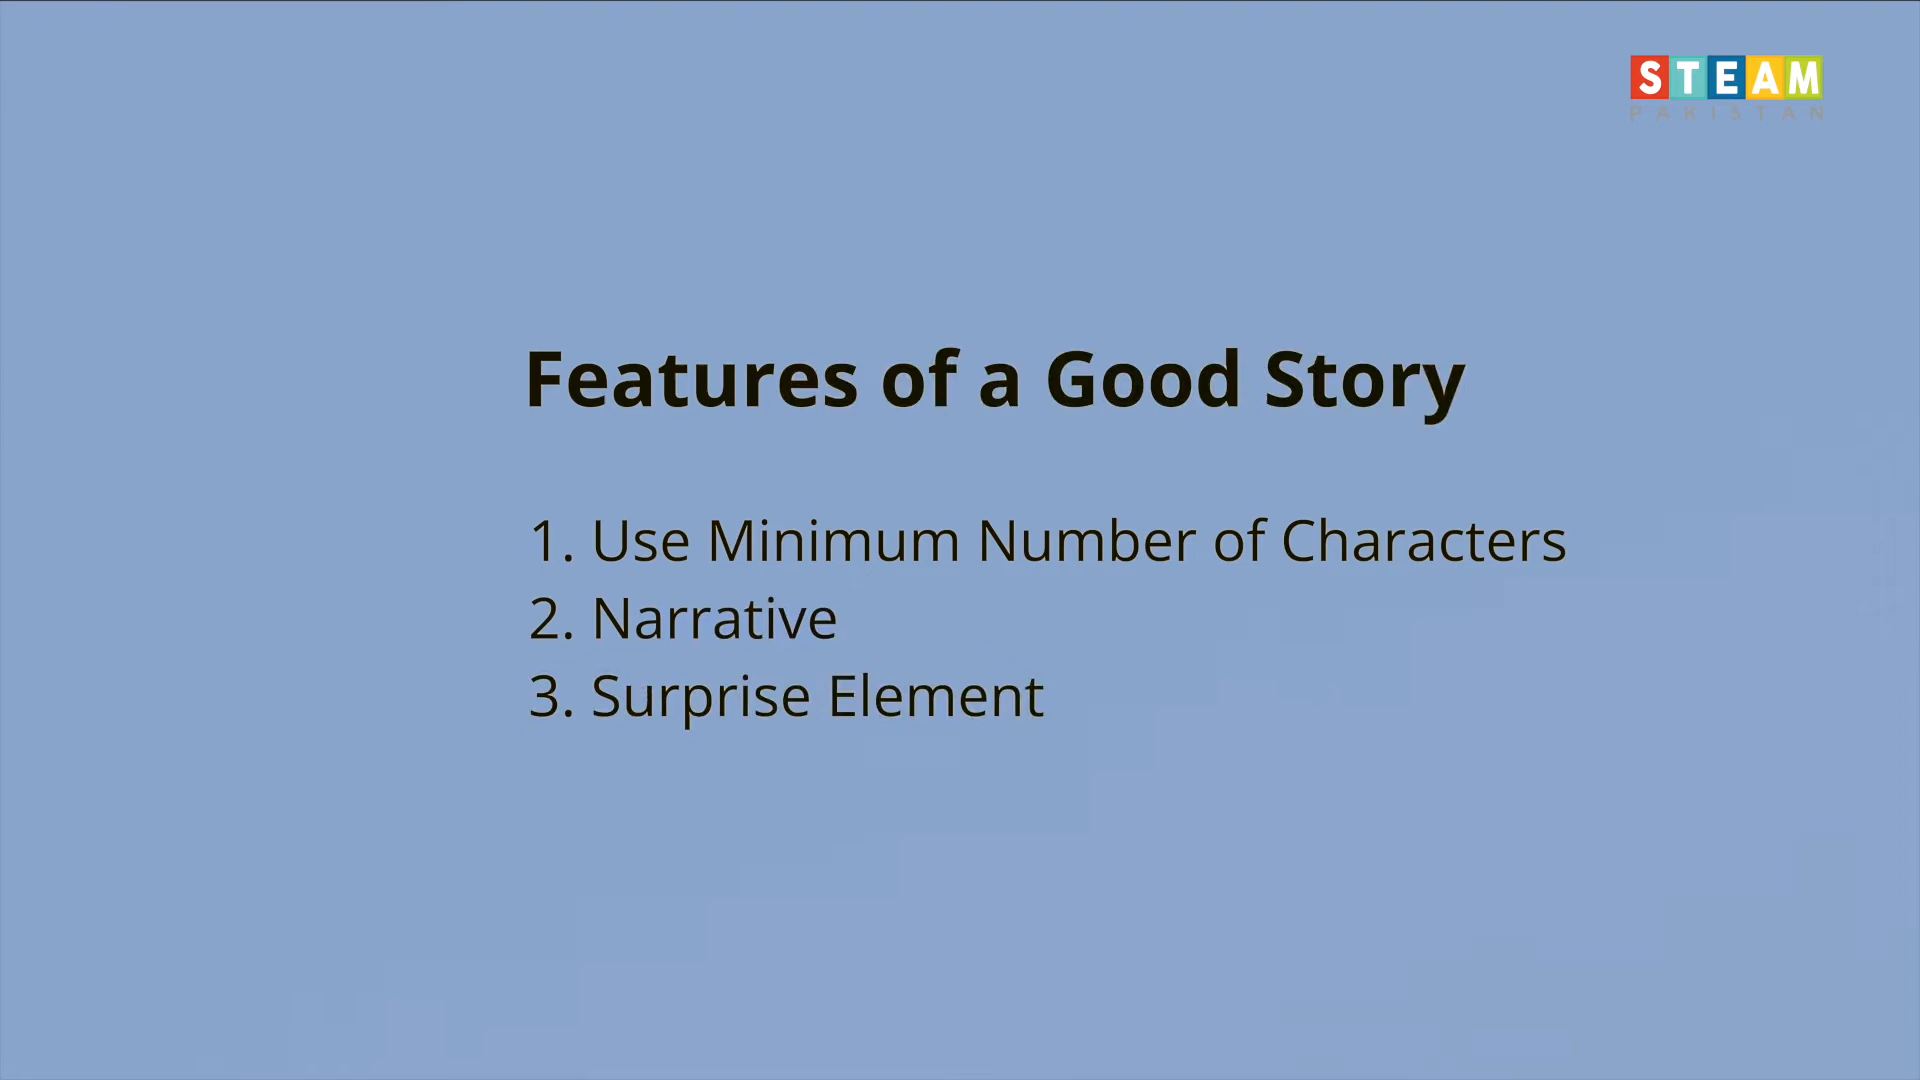 STEAM
PAKISTAN
Features of a Good Story
1. Use Minimum Number of Characters
2. Narrative
3. Surprise Element